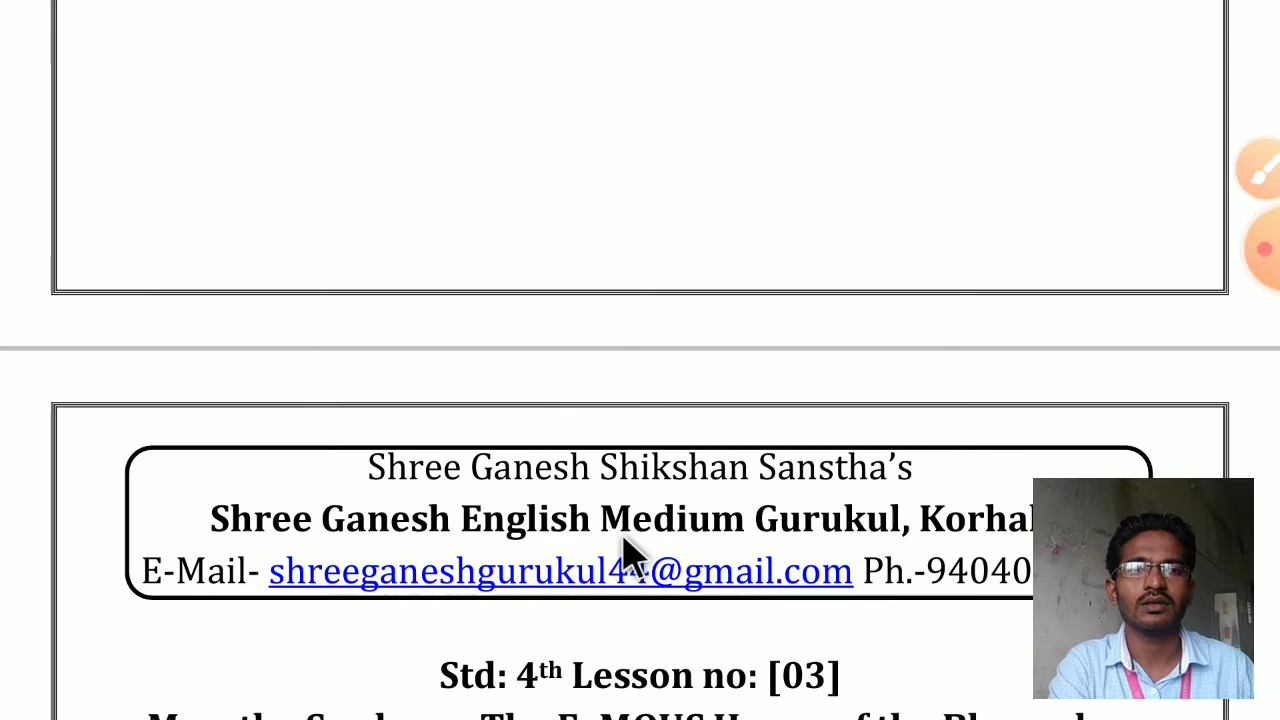 Shree Ganesh Shikshan Sanstha’s
Shree Ganesh English Medium Gurukul,
E-Mail- shreeganeshgurukul44@gmail.com Ph.-94040
Std: 4th Lesson no: [03]